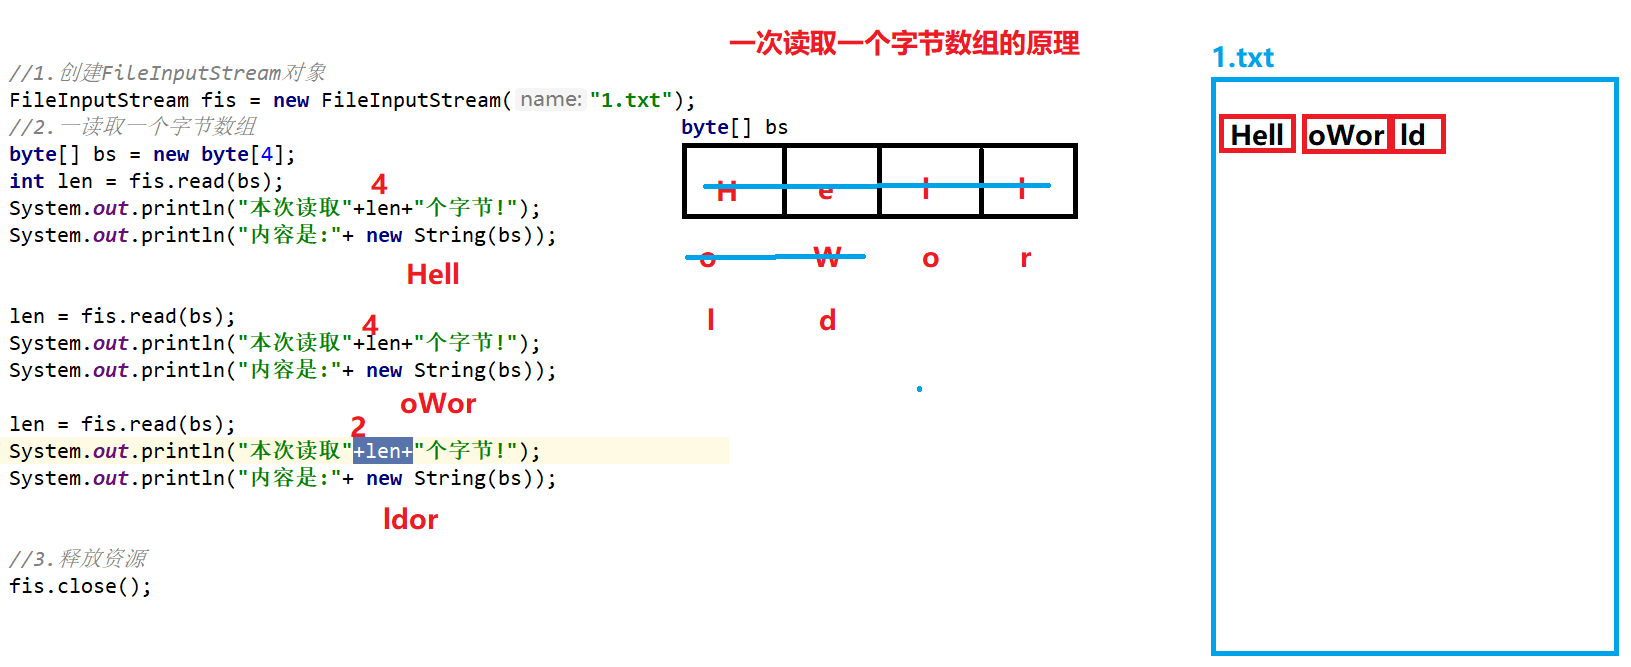 一次读取一个字节数组的原理
//1.创建FileInputStream对象
FileInputStream fis = new FileInputStream( name: "1.txt");
//2.一读取一个字节数组
byte[] bs = new byte[4];
int len = fis.read(bs);
4
System.out.println("本次读取"+len+"个字节!");
System.out.println("内容是:"+ new String(bs));
Hell
len = fis.read(bs);
4
System.out.println("本次读取"+len+"个字节!");
System.out.println("内容是:"+ new String(bs));
oWor
len = fis.read(bs);
2
System.out.println("本次读取"+len+"个字节!");
System.out.println("内容是:"+ new String(bs));
ldor
//3.释放资源
fis.close();
byte[] bs
H e l l
o W o r
l d
1.txt
Hell oWor ld